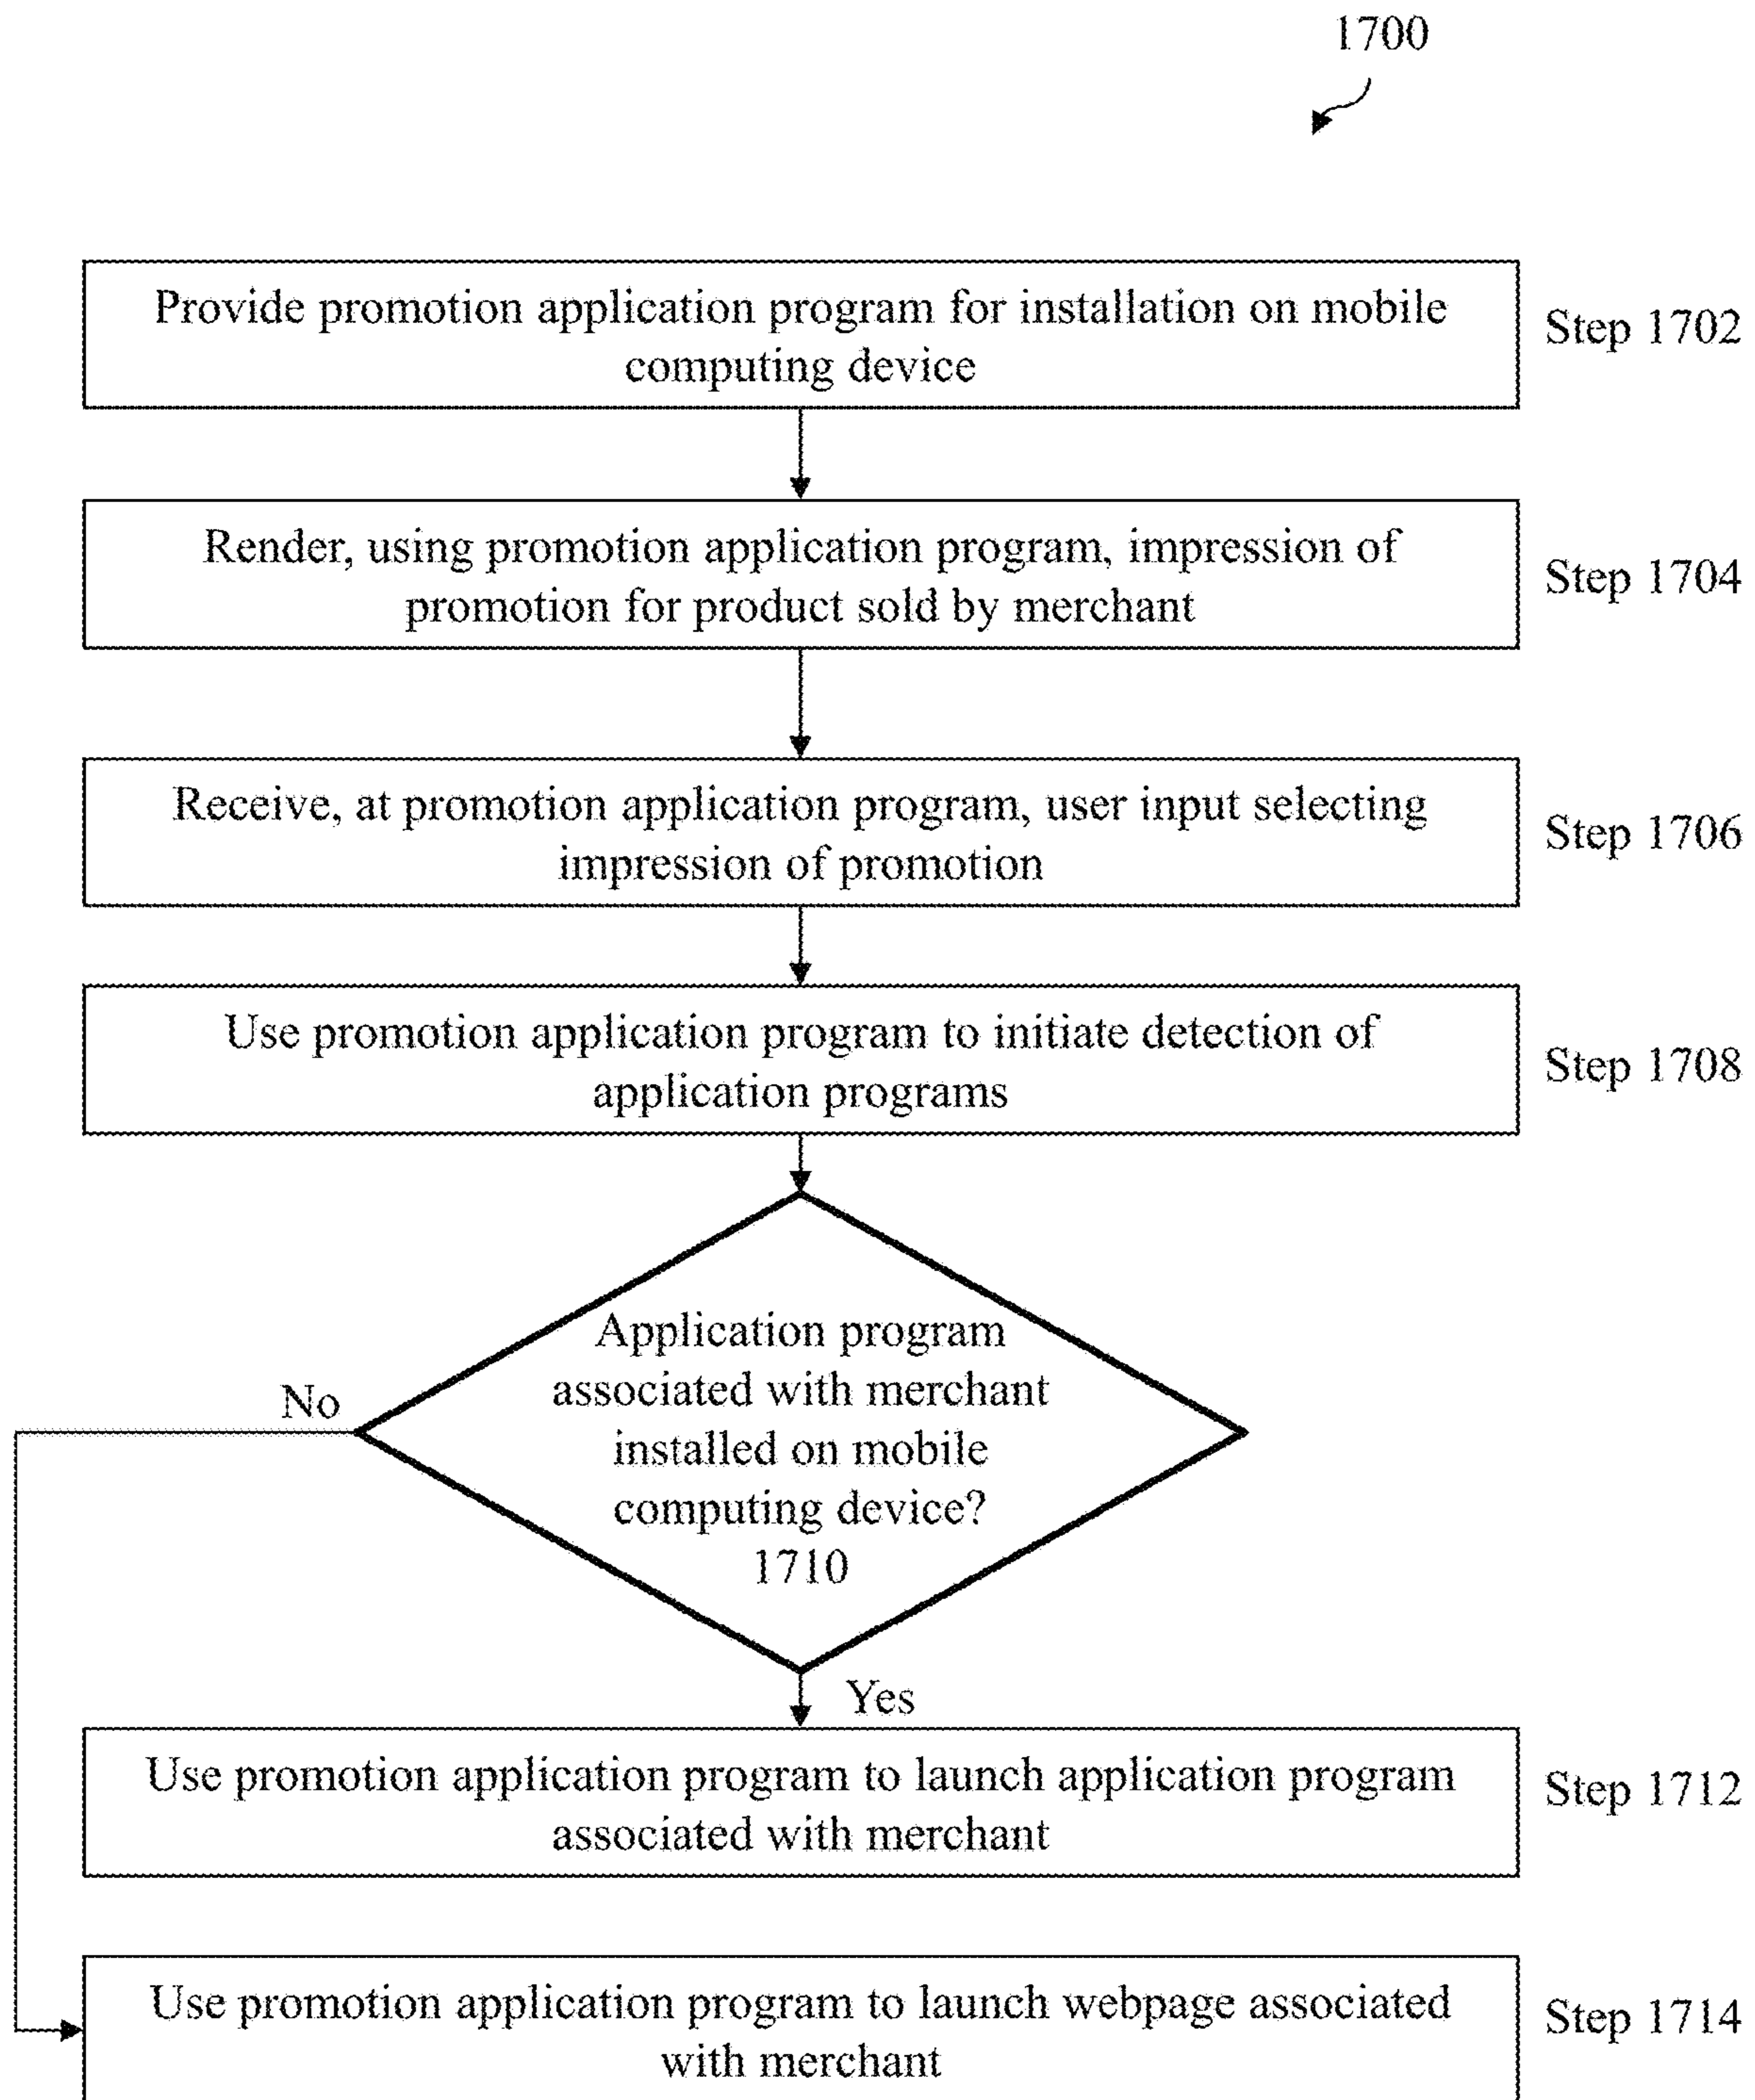 1700
Provide promotion application program for installation on mobile
computing device
Step 1702
Render, using promotion application program, impression of
promotion for product sold by merchant
Step 1704
Receive, at promotion application program, user input selecting
impression of promotion
Step 1706
Use promotion application program to initiate detection of
application programs
Step 1708
Application program
associated with merchant
installed on mobile
computing device?
1710
No
Yes
Use promotion application program to launch application program
associated with merchant
Step 1712
Use promotion application program to launch webpage associated
with merchant
Step 1714